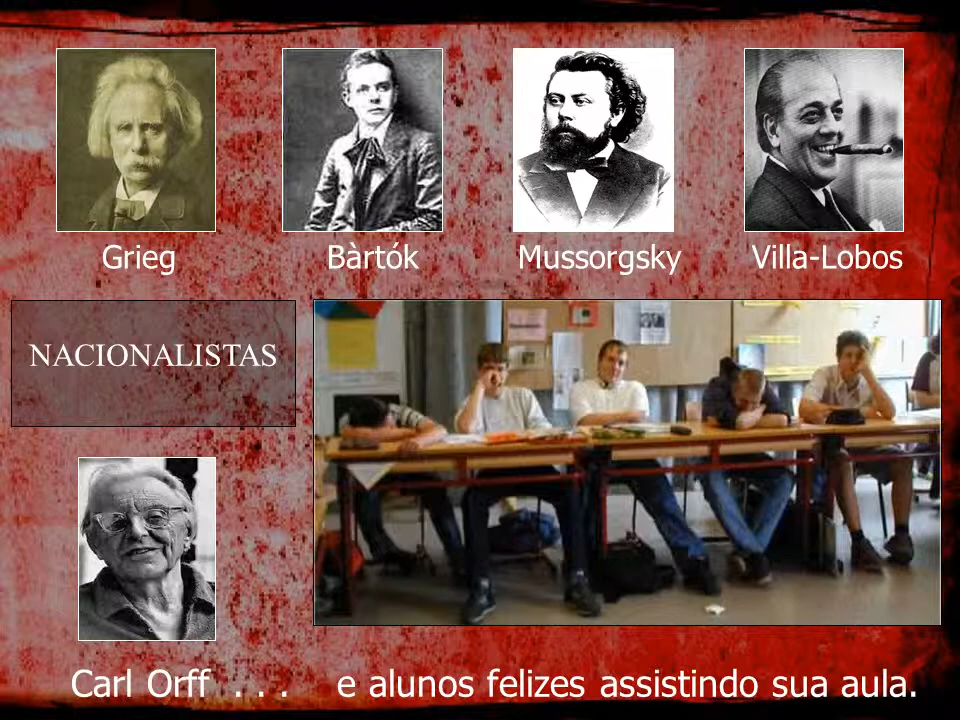 Grieg Bàrtók Mussorgsky Villa-Lobos
NACIONALISTAS
Carl Orff . . . e alunos felizes assistindo sua aula.